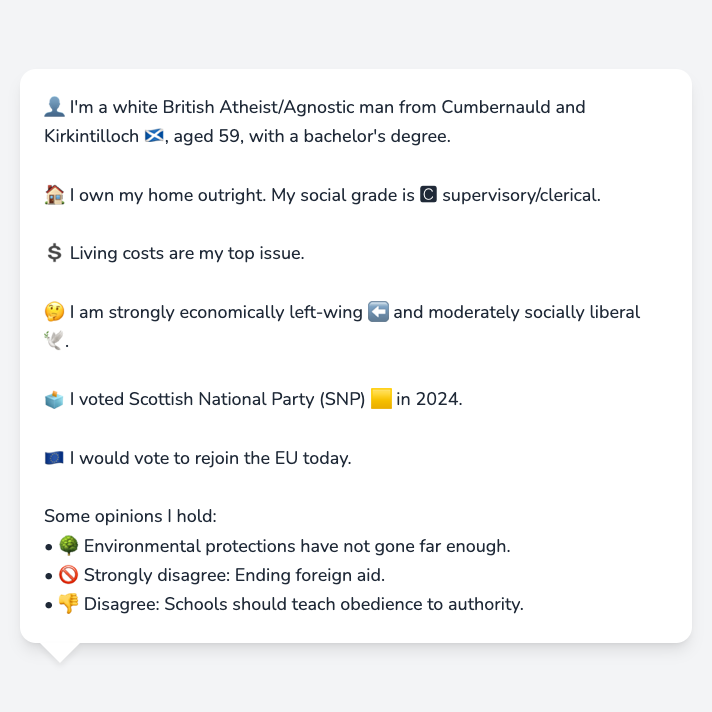 👤 I'm a white British Atheist/Agnostic man from Cumbernauld and
Kirkintilloch 🏴󠁧󠁢󠁳󠁣󠁴󠁿, aged 59, with a bachelor's degree.
🏠 I own my home outright. My social grade is C supervisory/clerical.
💲 Living costs are my top issue.
🤔 I am strongly economically left-wing ⬅️ and moderately socially liberal
🕊️.
🗳️ I voted Scottish National Party (SNP) 🟨 in 2024.
🇪🇺 I would vote to rejoin the EU today.
Some opinions I hold:
• 🌳 Environmental protections have not gone far enough.
• 🚫 Strongly disagree: Ending foreign aid.
• 👎 Disagree: Schools should teach obedience to authority.